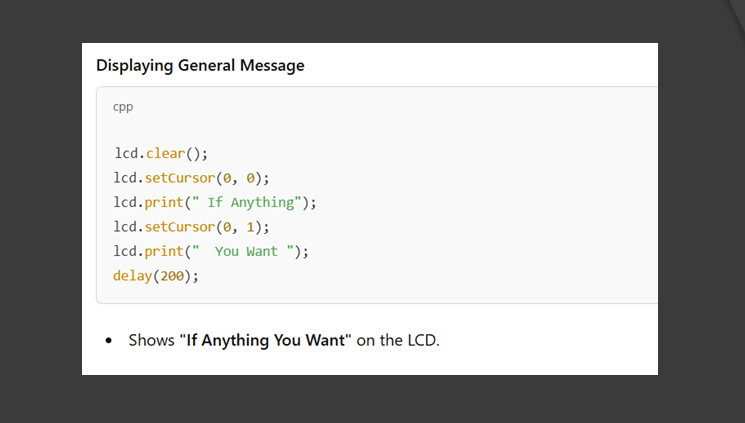 Displaying General Message
cpp
lcd.clear();
lcd.setCursor(0, 0);
lcd.print(" If Anything");
lcd.setCursor(0, 1);
lcd.print("  You Want ");
delay(200);
• Shows "If Anything You Want" on the LCD.